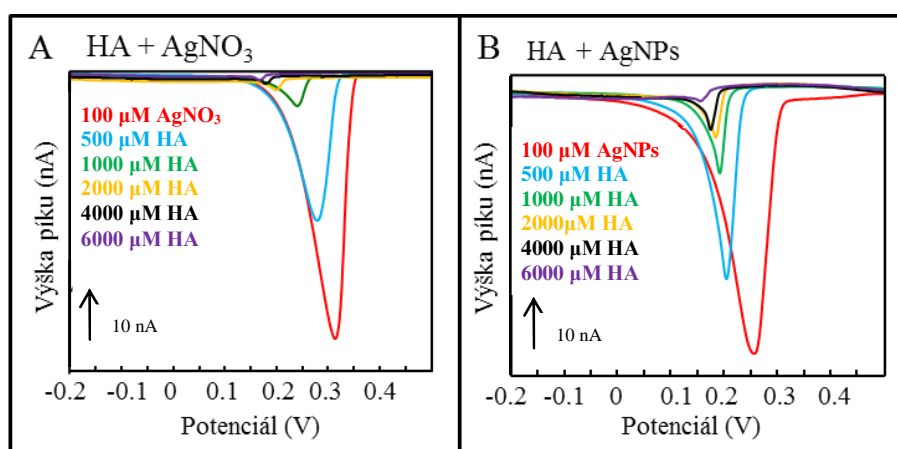 A HA + AgNO₃
100 µM AgNO₃
500 µM HA
1000 µM HA
2000 µM HA
4000 µM HA
6000 µM HA
10 nA
Výška píku (nA)
-0.2 -0.1 0 0.1 0.2 0.3 0.4
Potenciál (V)
B HA + AgNPs
100 µM AgNPs
500 µM HA
1000 µM HA
2000µM HA
4000 µM HA
6000 µM HA
10 nA
Výška píku (nA)
-0.2 -0.1 0 0.1 0.2 0.3 0.4
Potenciál (V)